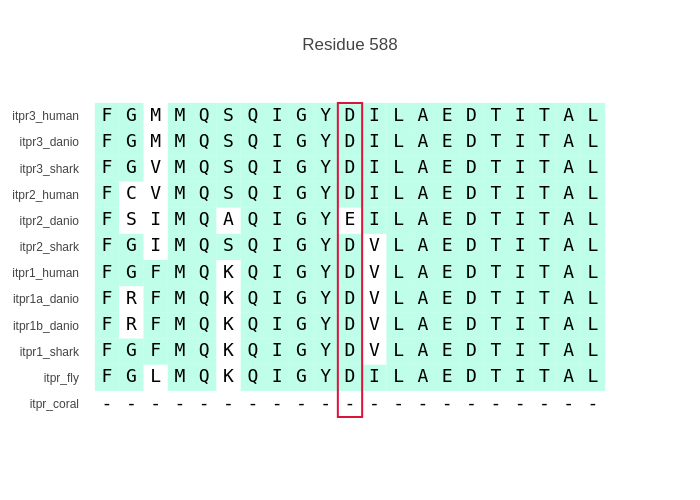 Residue 588
itpr3_human F G M M Q S Q I G Y D I L A E D T I T A L
itpr3_danio F G M M Q S Q I G Y D I L A E D T I T A L
itpr3_shark F G V M Q S Q I G Y D I L A E D T I T A L
itpr2_human F C V M Q S Q I G Y D I L A E D T I T A L
itpr2_danio F S I M Q A Q I G Y E I L A E D T I T A L
itpr2_shark F G I M Q S Q I G Y D V L A E D T I T A L
itpr1_human F G F M Q K Q I G Y D V L A E D T I T A L
itpr1a_danio F R F M Q K Q I G Y D V L A E D T I T A L
itpr1b_danio F R F M Q K Q I G Y D V L A E D T I T A L
itpr1_shark F G F M Q K Q I G Y D V L A E D T I T A L
itpr_fly F G L M Q K Q I G Y D I L A E D T I T A L
itpr_coral - - - - - - - - - - - - - - - - - - - - -